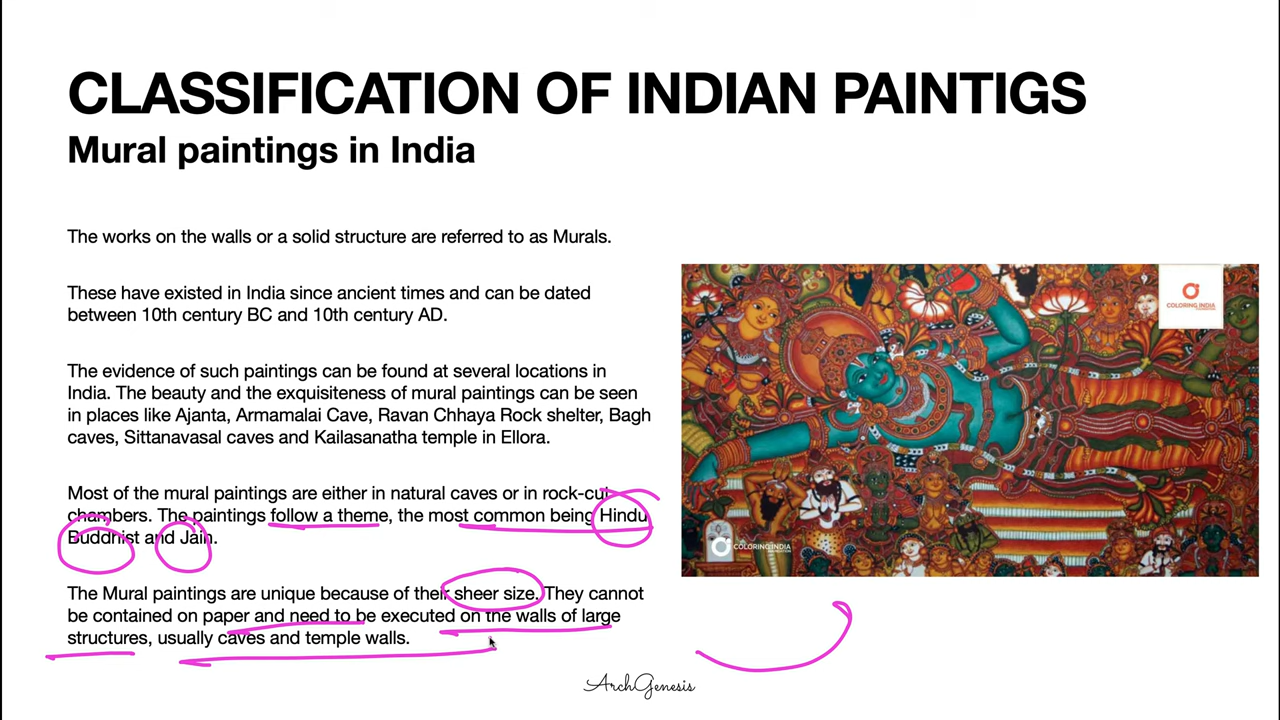 CLASSIFICATION OF INDIAN PAINTIGS
Mural paintings in India
The works on the walls or a solid structure are referred to as Murals.
These have existed in India since ancient times and can be dated
between 10th century BC and 10th century AD.
The evidence of such paintings can be found at several locations in
India. The beauty and the exquisiteness of mural paintings can be seen
in places like Ajanta, Armamalai Cave, Ravan Chhaya Rock shelter, Bagh
caves, Sittanavasal caves and Kailasanatha temple in Ellora.
Most of the mural paintings are either in natural caves or in rock-cut
chambers. The paintings follow a theme, the most common being Hindu
Buddhist and Jain.
The Mural paintings are unique because of their sheer size. They cannot
be contained on paper and need to be executed on the walls of large
structures, usually caves and temple walls.
COLORING INDIA
FOUNDATION
COLORING INDIA
FOUNDATION
ArchGenesis